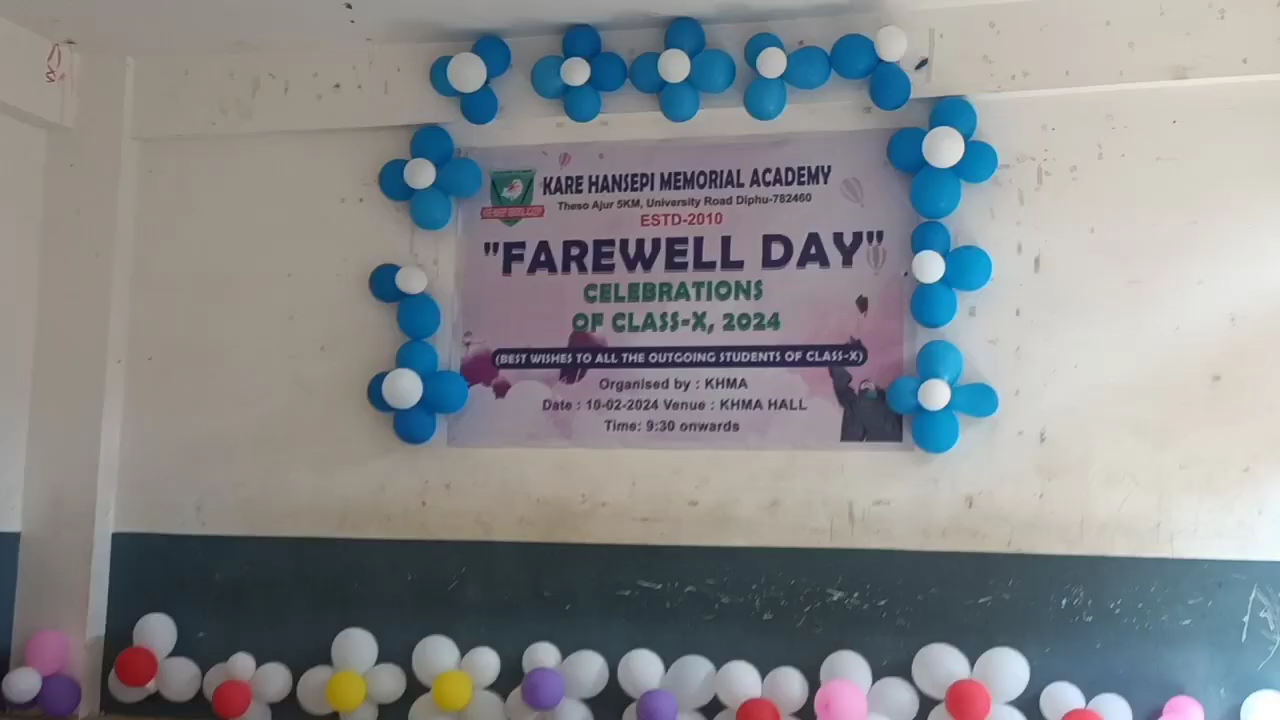 KARE HANSEPI MEMORIAL ACADEMY
Theso Ajur 5KM, University Road Diphu-782460
ESTD-2010
"FAREWELL DAY"
CELEBRATIONS
OF CLASS-X, 2024
(BEST WISHES TO ALL THE OUTGOING STUDENTS OF CLASS-X)
Organised by : KHMA
Date : 10-02-2024 Venue : KHMA HALL
Time: 9:30 onwards